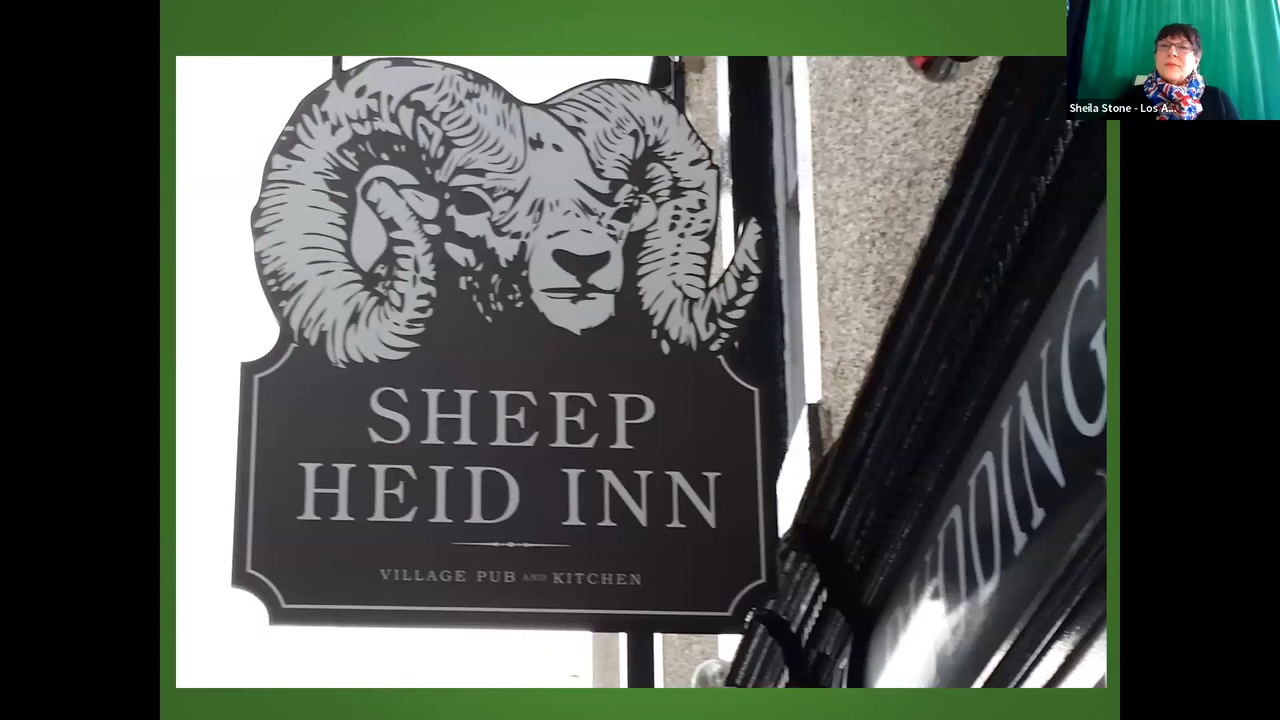 Sheila Stone - Los A...
SHEEP
HEID INN
VILLAGE PUB AND KITCHEN